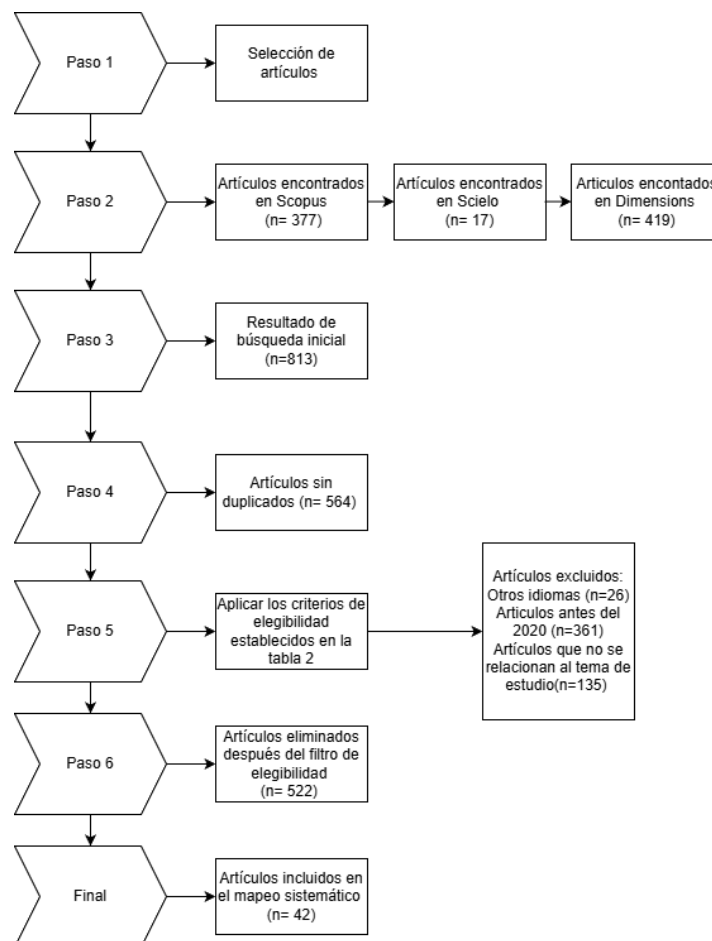 Paso 1
Selección de
artículos
Paso 2
Artículos encontrados
en Scopus
(n= 377)
Artículos encontrados
en Scielo
(n= 17)
Articulos encontados
en Dimensions
(n= 419)
Paso 3
Resultado de
búsqueda inicial
(n=813)
Paso 4
Artículos sin
duplicados (n= 564)
Paso 5
Aplicar los criterios de
elegibilidad
establecidos en la
tabla 2
Artículos excluidos:
Otros idiomas (n=26)
Articulos antes del
2020 (n=361)
Artículos que no se
relacionan al tema de
estudio(n=135)
Paso 6
Artículos eliminados
después del filtro de
elegibilidad
(n= 522)
Final
Artículos incluidos en
el mapeo sistemático
(n= 42)